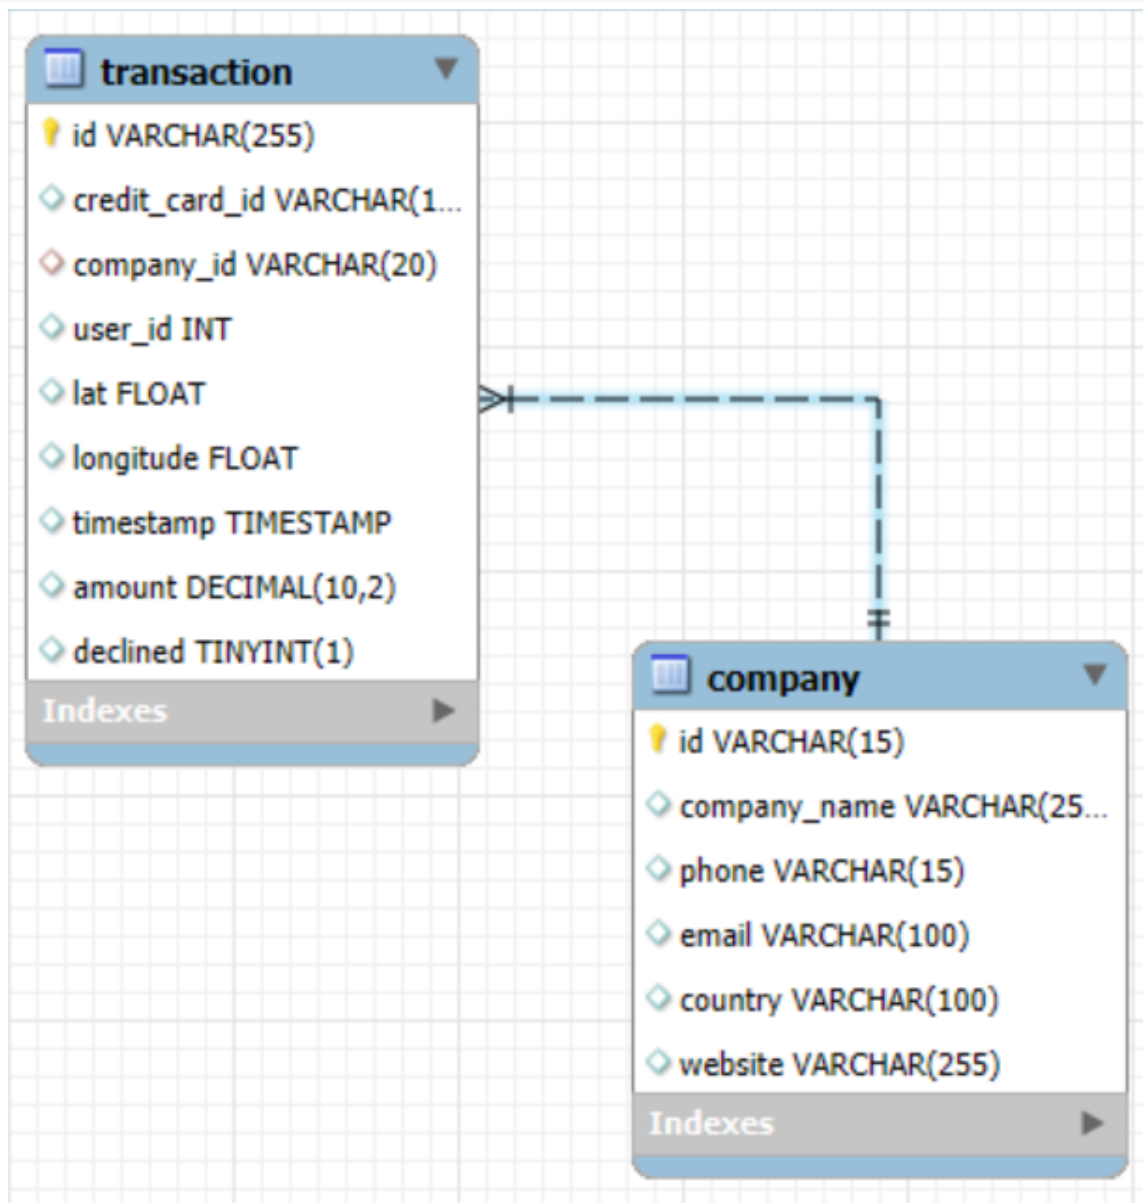 transaction
id VARCHAR(255)
credit_card_id VARCHAR(1...
company_id VARCHAR(20)
user_id INT
lat FLOAT
longitude FLOAT
timestamp TIMESTAMP
amount DECIMAL(10,2)
declined TINYINT(1)
Indexes
company
id VARCHAR(15)
company_name VARCHAR(25...
phone VARCHAR(15)
email VARCHAR(100)
country VARCHAR(100)
website VARCHAR(255)
Indexes